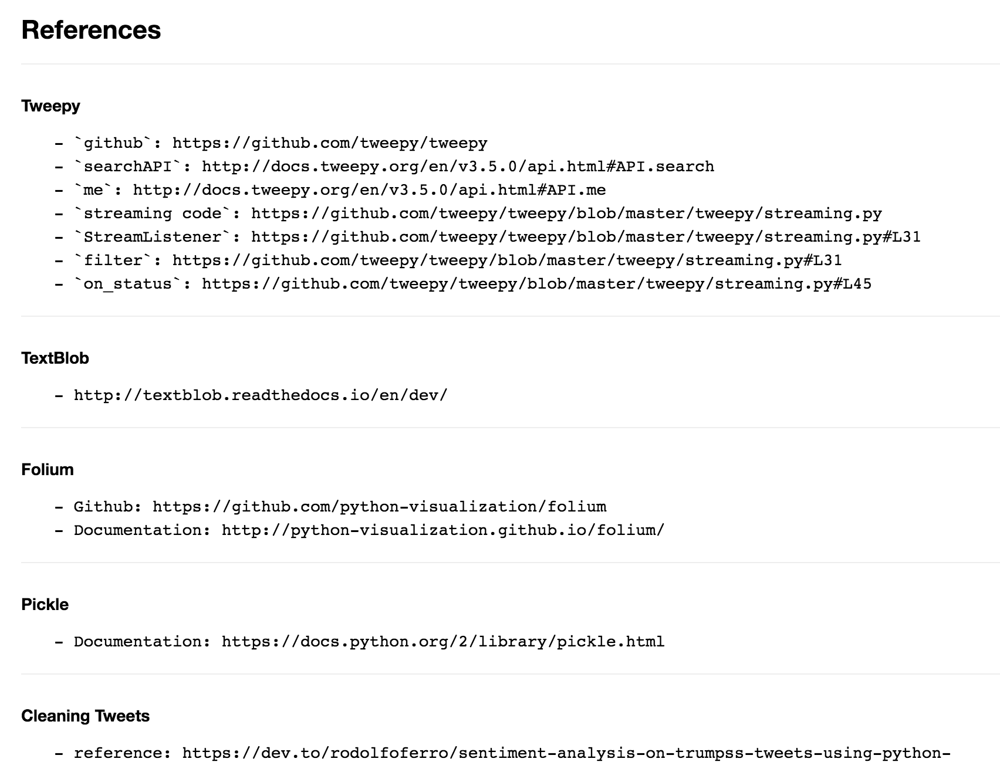 References
Tweepy
- `github`: https://github.com/tweepy/tweepy
- `searchAPI`: http://docs.tweepy.org/en/v3.5.0/api.html#API.search
- `me`: http://docs.tweepy.org/en/v3.5.0/api.html#API.me
- `streaming code`: https://github.com/tweepy/tweepy/blob/master/tweepy/streaming.py
- `StreamListener`: https://github.com/tweepy/tweepy/blob/master/tweepy/streaming.py#L31
- `filter`: https://github.com/tweepy/tweepy/blob/master/tweepy/streaming.py#L31
- `on_status`: https://github.com/tweepy/tweepy/blob/master/tweepy/streaming.py#L45
TextBlob
- http://textblob.readthedocs.io/en/dev/
Folium
- Github: https://github.com/python-visualization/folium
- Documentation: http://python-visualization.github.io/folium/
Pickle
- Documentation: https://docs.python.org/2/library/pickle.html
Cleaning Tweets
- reference: https://dev.to/rodolfoferro/sentiment-analysis-on-trumpss-tweets-using-python-